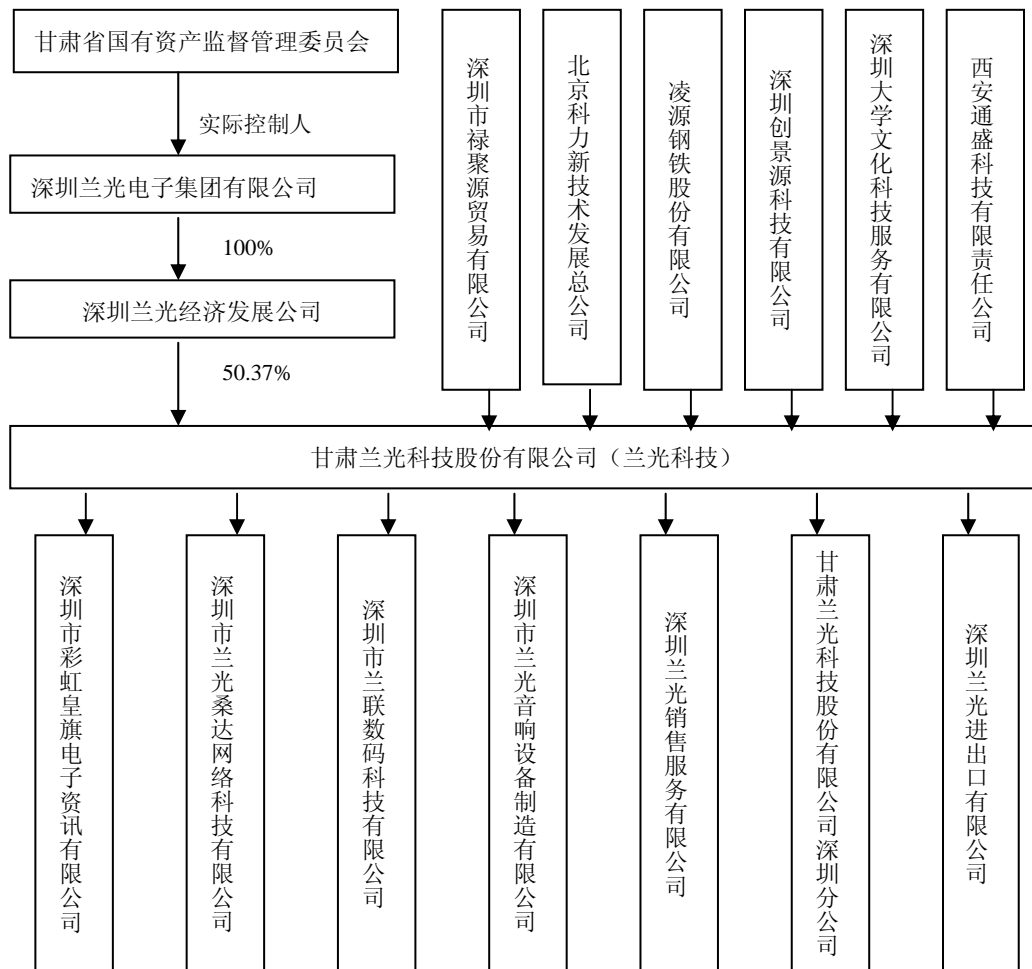 甘肃省国有资产监督管理委员会
实际控制人
深圳兰光电子集团有限公司
100%
深圳兰光经济发展公司
50.37%
深圳市禄聚源贸易有限公司
北京科力新技术发展总公司
凌源钢铁股份有限公司
深圳创景源科技有限公司
深圳大学文化科技服务有限公司
西安通盛科技有限责任公司
甘肃兰光科技股份有限公司（兰光科技）
深圳市彩虹皇旗电子资讯有限公司
深圳市兰光桑达网络科技有限公司
深圳市兰联数码科技有限公司
深圳市兰光音响设备制造有限公司
深圳兰光销售服务有限公司
甘肃兰光科技股份有限公司深圳分公司
深圳兰光进出口有限公司